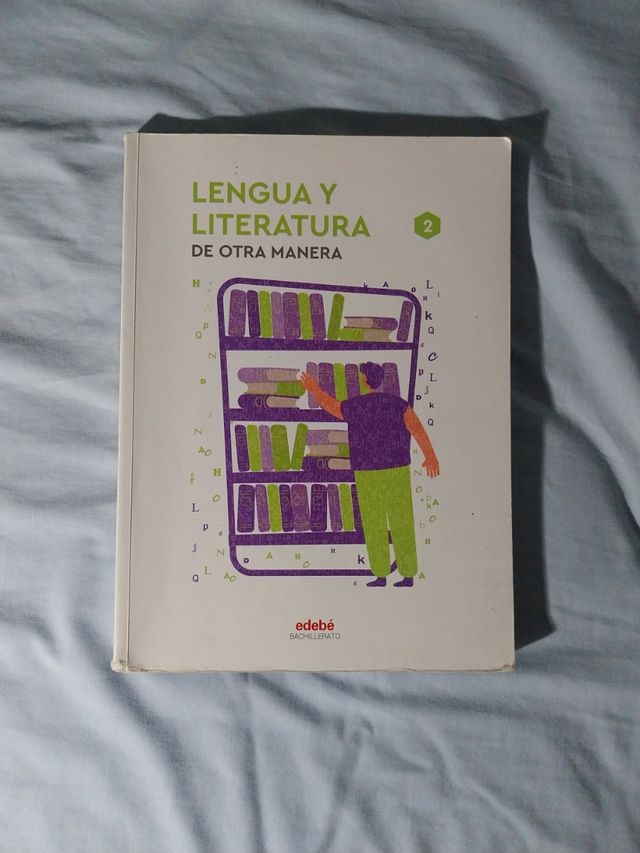 LENGUA Y
LITERATURA
2
DE OTRA MANERA
edebé
BACHILLERATO